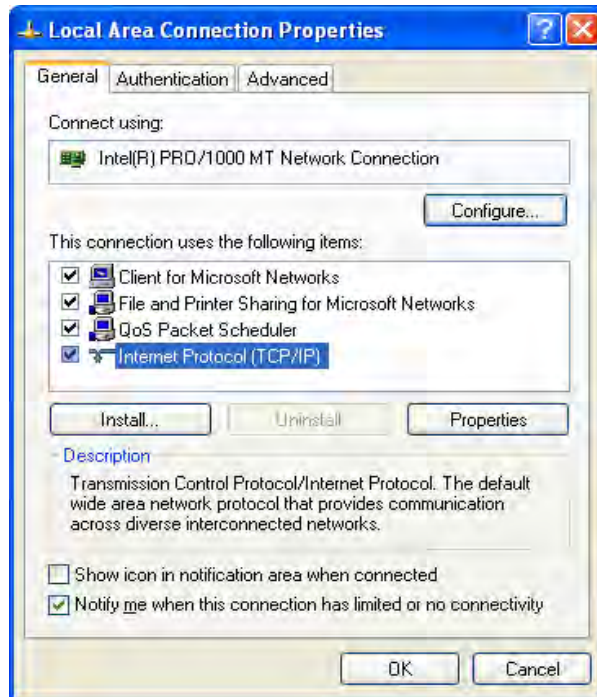 Local Area Connection Properties
General Authentication Advanced
Connect using:
Intel(R) PRO/1000 MT Network Connection
Configure...
This connection uses the following items:
Client for Microsoft Networks
File and Printer Sharing for Microsoft Networks
QoS Packet Scheduler
Internet Protocol (TCP/IP)
Install... Uninstall Properties
Description
Transmission Control Protocol/Internet Protocol. The default
wide area network protocol that provides communication
across diverse interconnected networks.
Show icon in notification area when connected
Notify me when this connection has limited or no connectivity
OK Cancel